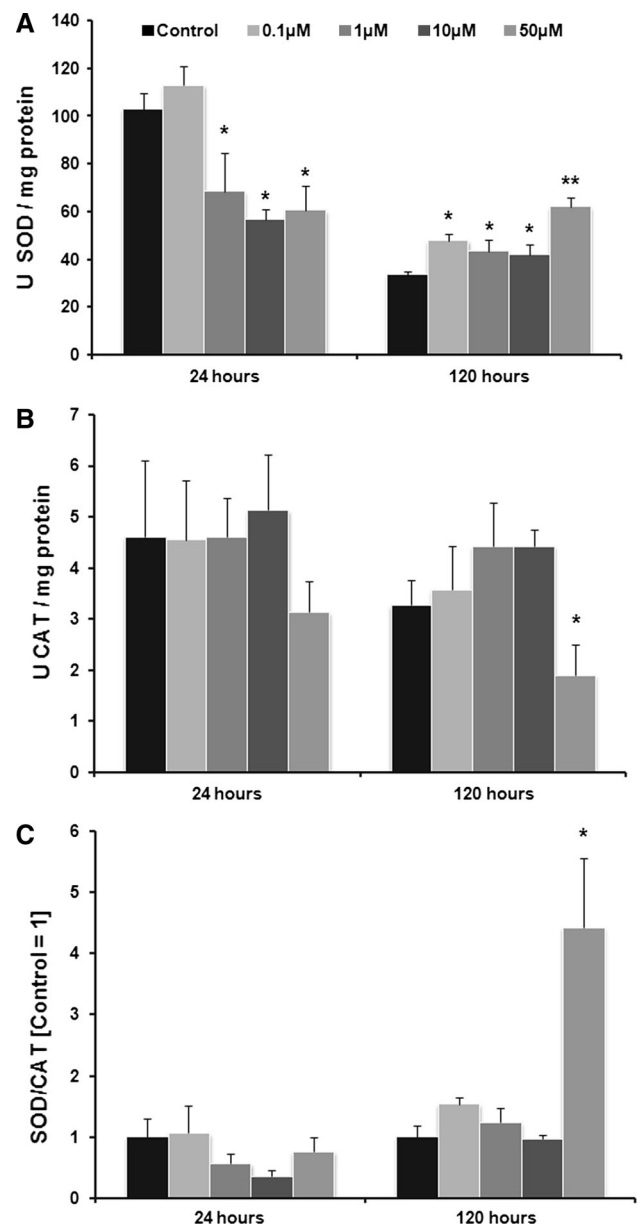 A
140
■ Control ■ 0.1µM ■ 1µM ■ 10µM ■ 50µM
120
100
80
60
40
20
0
U SOD / mg protein
* * *
* * * **
24 hours 120 hours
B
7
6
5
4
3
2
1
0
U CAT / mg protein
*
24 hours 120 hours
C
6
5
4
3
2
1
0
SOD/CAT [Control = 1]
*
24 hours 120 hours